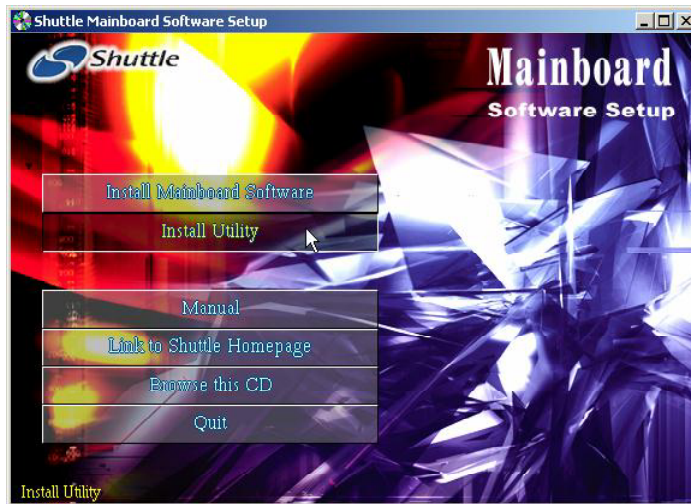 Shuttle Mainboard Software Setup
Shuttle
Mainboard
Software Setup
Install Mainboard Software
Install Utility
Manual
Link to Shuttle Homepage
Browse this CD
Quit
Install Utility